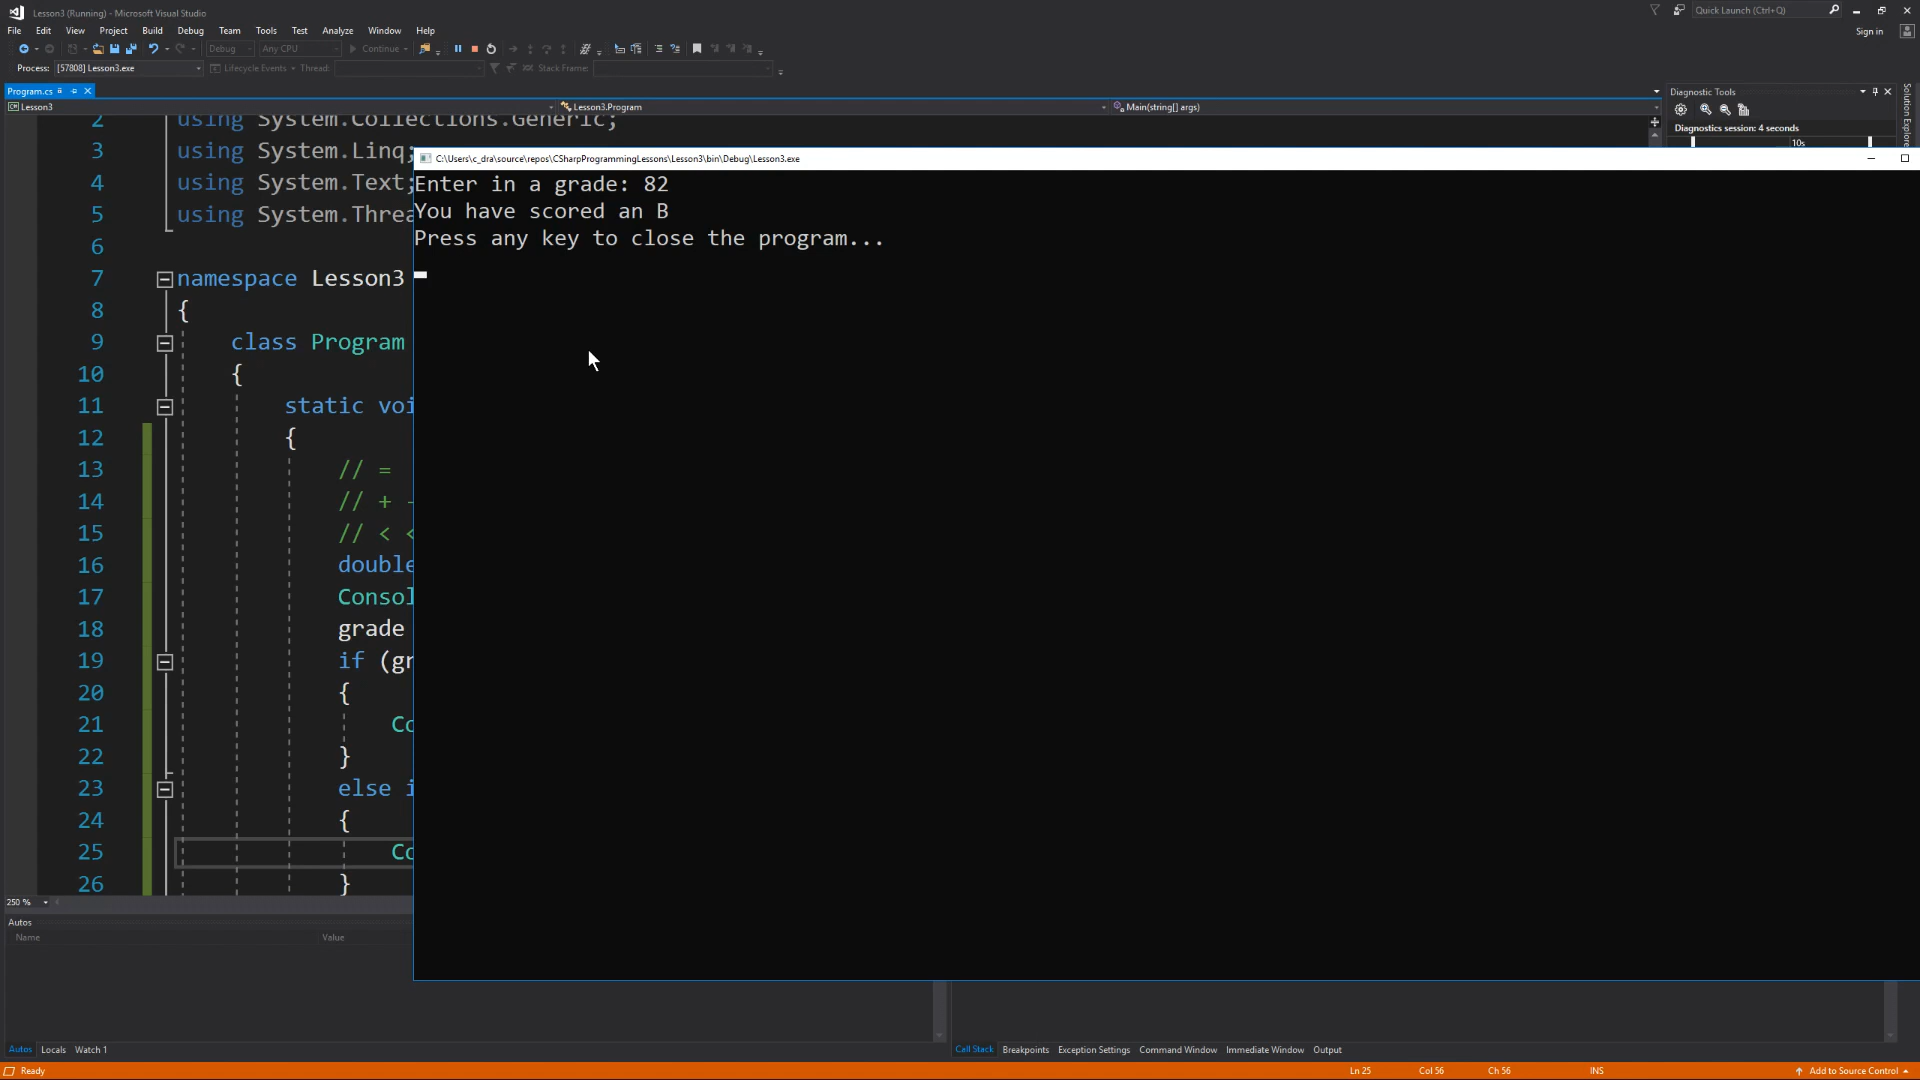 Lesson3 (Running) - Microsoft Visual Studio
Quick Launch (Ctrl+Q)
File Edit View Project Build Debug Team Tools Test Analyze Window Help
Sign in
Debug Any CPU Continue
Process: [57808] Lesson3.exe Lifecycle Events Thread: Stack Frame:
Program.cs
Lesson3 Lesson3.Program Main(string[] args)
Diagnostic Tools
Diagnostics session: 4 seconds
10s
Solution Explorer
2 using System.Collections.Generic;
3 using System.Linq;
4 using System.Text;
5 using System.Threa
6
7 namespace Lesson3
8 {
9 class Program
10 {
11 static voi
12 {
13 // =
14 // + -
15 // < <
16 double
17 Consol
18 grade
19 if (gr
20 {
21 Co
22 }
23 else i
24 {
25 Co
26 }
C:\Users\c_dra\source\repos\CSharpProgrammingLessons\Lesson3\bin\Debug\Lesson3.exe
Enter in a grade: 82
You have scored an B
Press any key to close the program...
250 %
Autos
Name Value
Autos Locals Watch 1
Call Stack Breakpoints Exception Settings Command Window Immediate Window Output
Ready
Ln 25 Col 56 Ch 56 INS
Add to Source Control